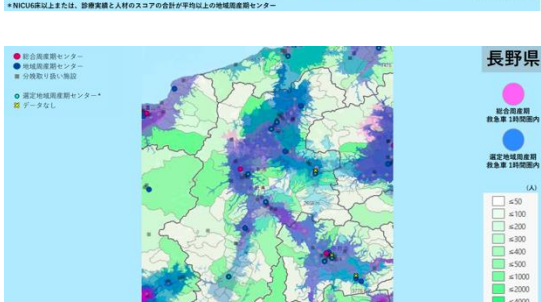 ＊NICU6床以上または、診療実績と人材のスコアの合計が平均以上の地域周産期センター
総合周産期センター
地域周産期センター
分娩取り扱い施設
選定地域周産期センター*
データなし
長野県
総合周産期
救急車 1時間圏内
選定地域周産期
救急車 1時間圏内
(人)
≤50
≤100
≤200
≤300
≤400
≤500
≤1000
≤2000
≤4000